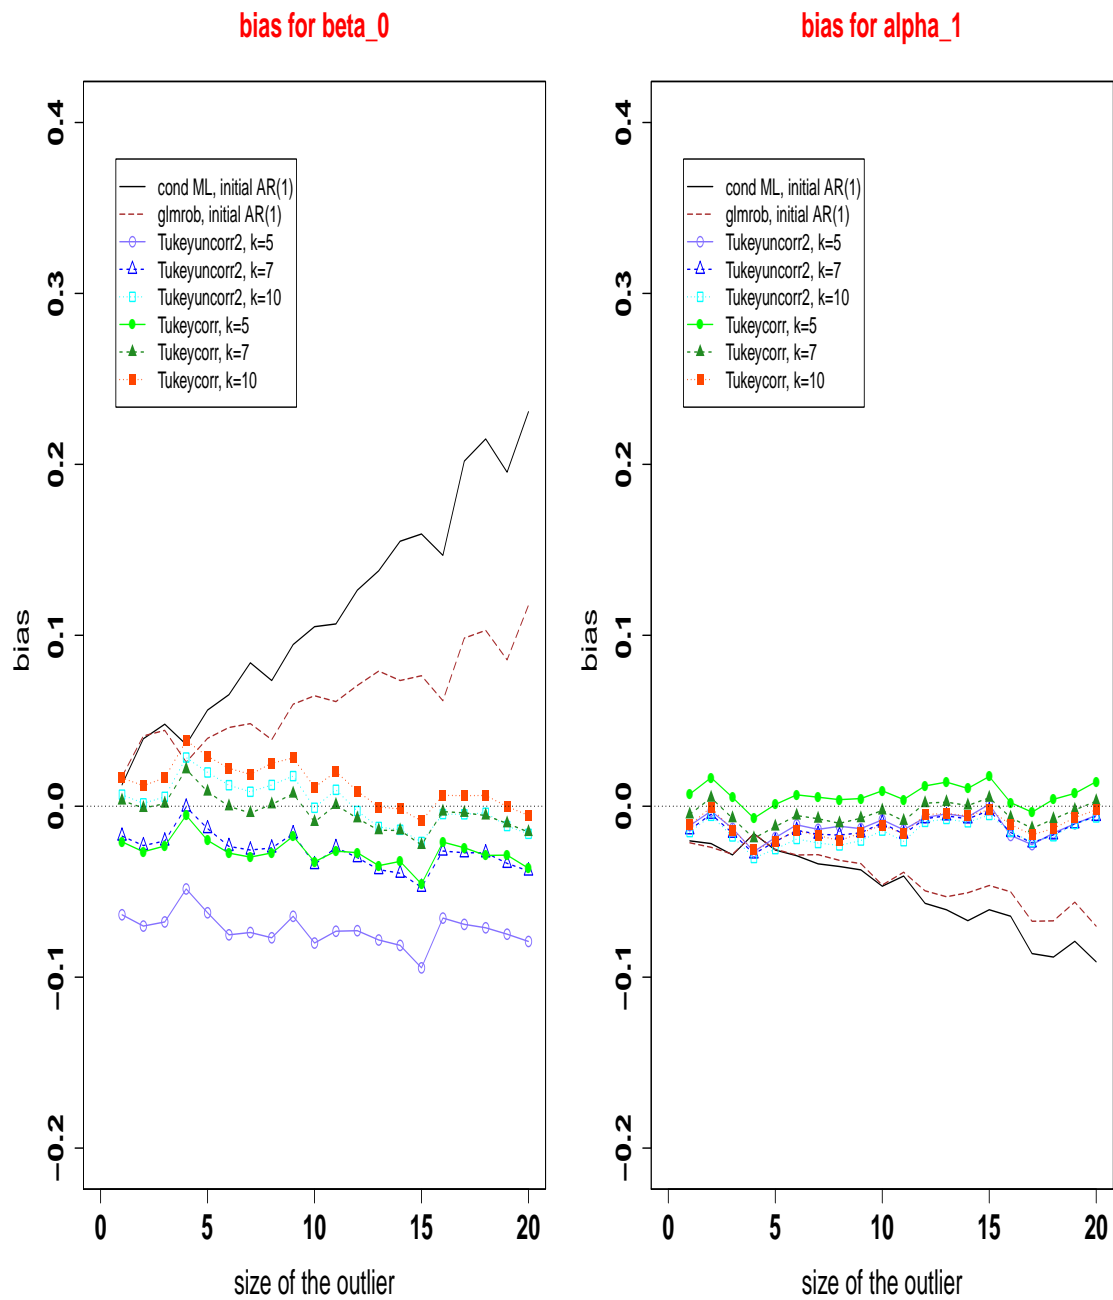 bias for beta_0
0.4
0.3
0.2
0.1
0.0
−0.1
−0.2
bias
cond ML, initial AR(1)
glmrob, initial AR(1)
Tukeyuncorr2, k=5
Tukeyuncorr2, k=7
Tukeyuncorr2, k=10
Tukeycorr, k=5
Tukeycorr, k=7
Tukeycorr, k=10
0 5 10 15 20
size of the outlier
bias for alpha_1
0.4
0.3
0.2
0.1
0.0
−0.1
−0.2
bias
cond ML, initial AR(1)
glmrob, initial AR(1)
Tukeyuncorr2, k=5
Tukeyuncorr2, k=7
Tukeyuncorr2, k=10
Tukeycorr, k=5
Tukeycorr, k=7
Tukeycorr, k=10
0 5 10 15 20
size of the outlier